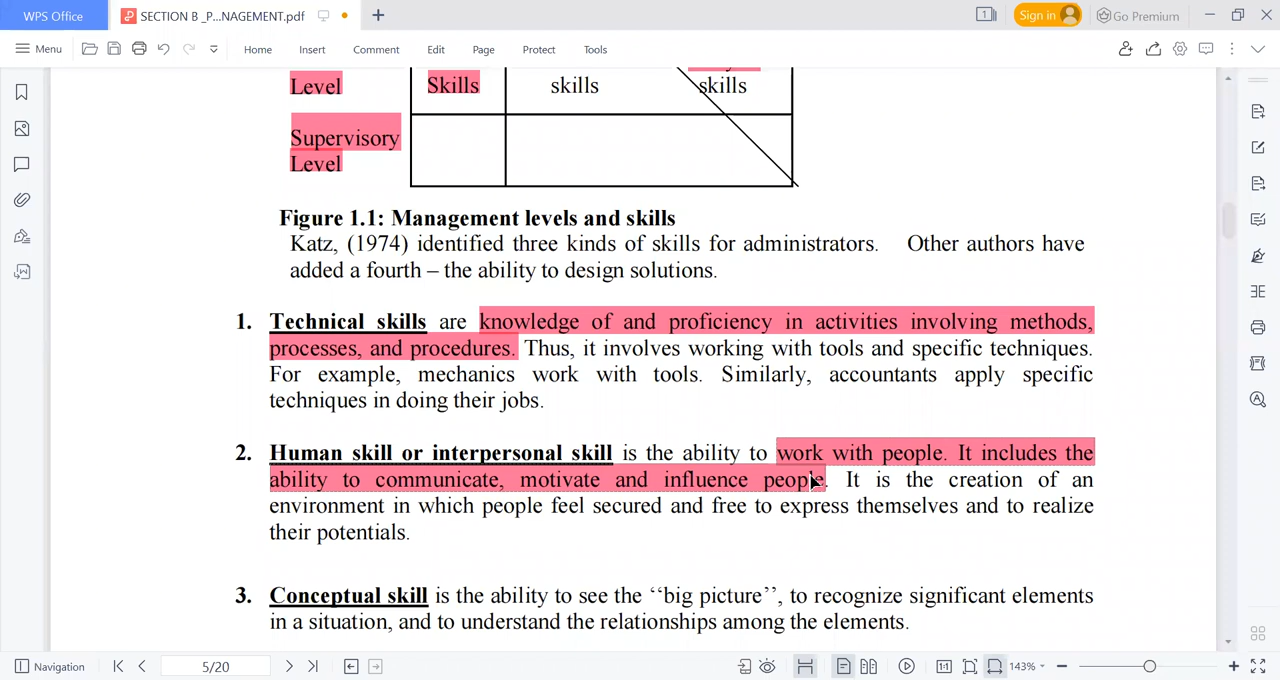 WPS Office
SECTION B _P...NAGEMENT.pdf
Sign in
Go Premium
Menu
Home Insert Comment Edit Page Protect Tools
Level Skills skills skills
Supervisory
Level
Figure 1.1: Management levels and skills
Katz, (1974) identified three kinds of skills for administrators. Other authors have
added a fourth – the ability to design solutions.
1. Technical skills are knowledge of and proficiency in activities involving methods,
processes, and procedures. Thus, it involves working with tools and specific techniques.
For example, mechanics work with tools. Similarly, accountants apply specific
techniques in doing their jobs.
2. Human skill or interpersonal skill is the ability to work with people. It includes the
ability to communicate, motivate and influence people. It is the creation of an
environment in which people feel secured and free to express themselves and to realize
their potentials.
3. Conceptual skill is the ability to see the ‘‘big picture’’, to recognize significant elements
in a situation, and to understand the relationships among the elements.
Navigation 5/20 1:1 143%